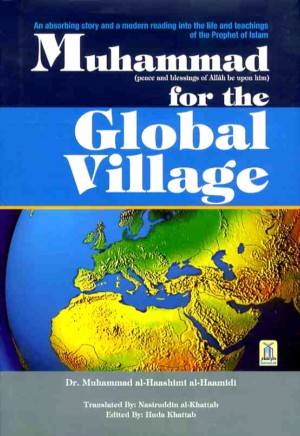 An absorbing story and a modern reading into the life and teachings
of the Prophet of Islam
Muhammad
(peace and blessings of Allâh be upon him)
for the
Global
Village
Dr. Muhammad al-Haashimi al-Haamidi
Translated By: Nasiruddin al-Khattab
Edited By: Huda Khattab